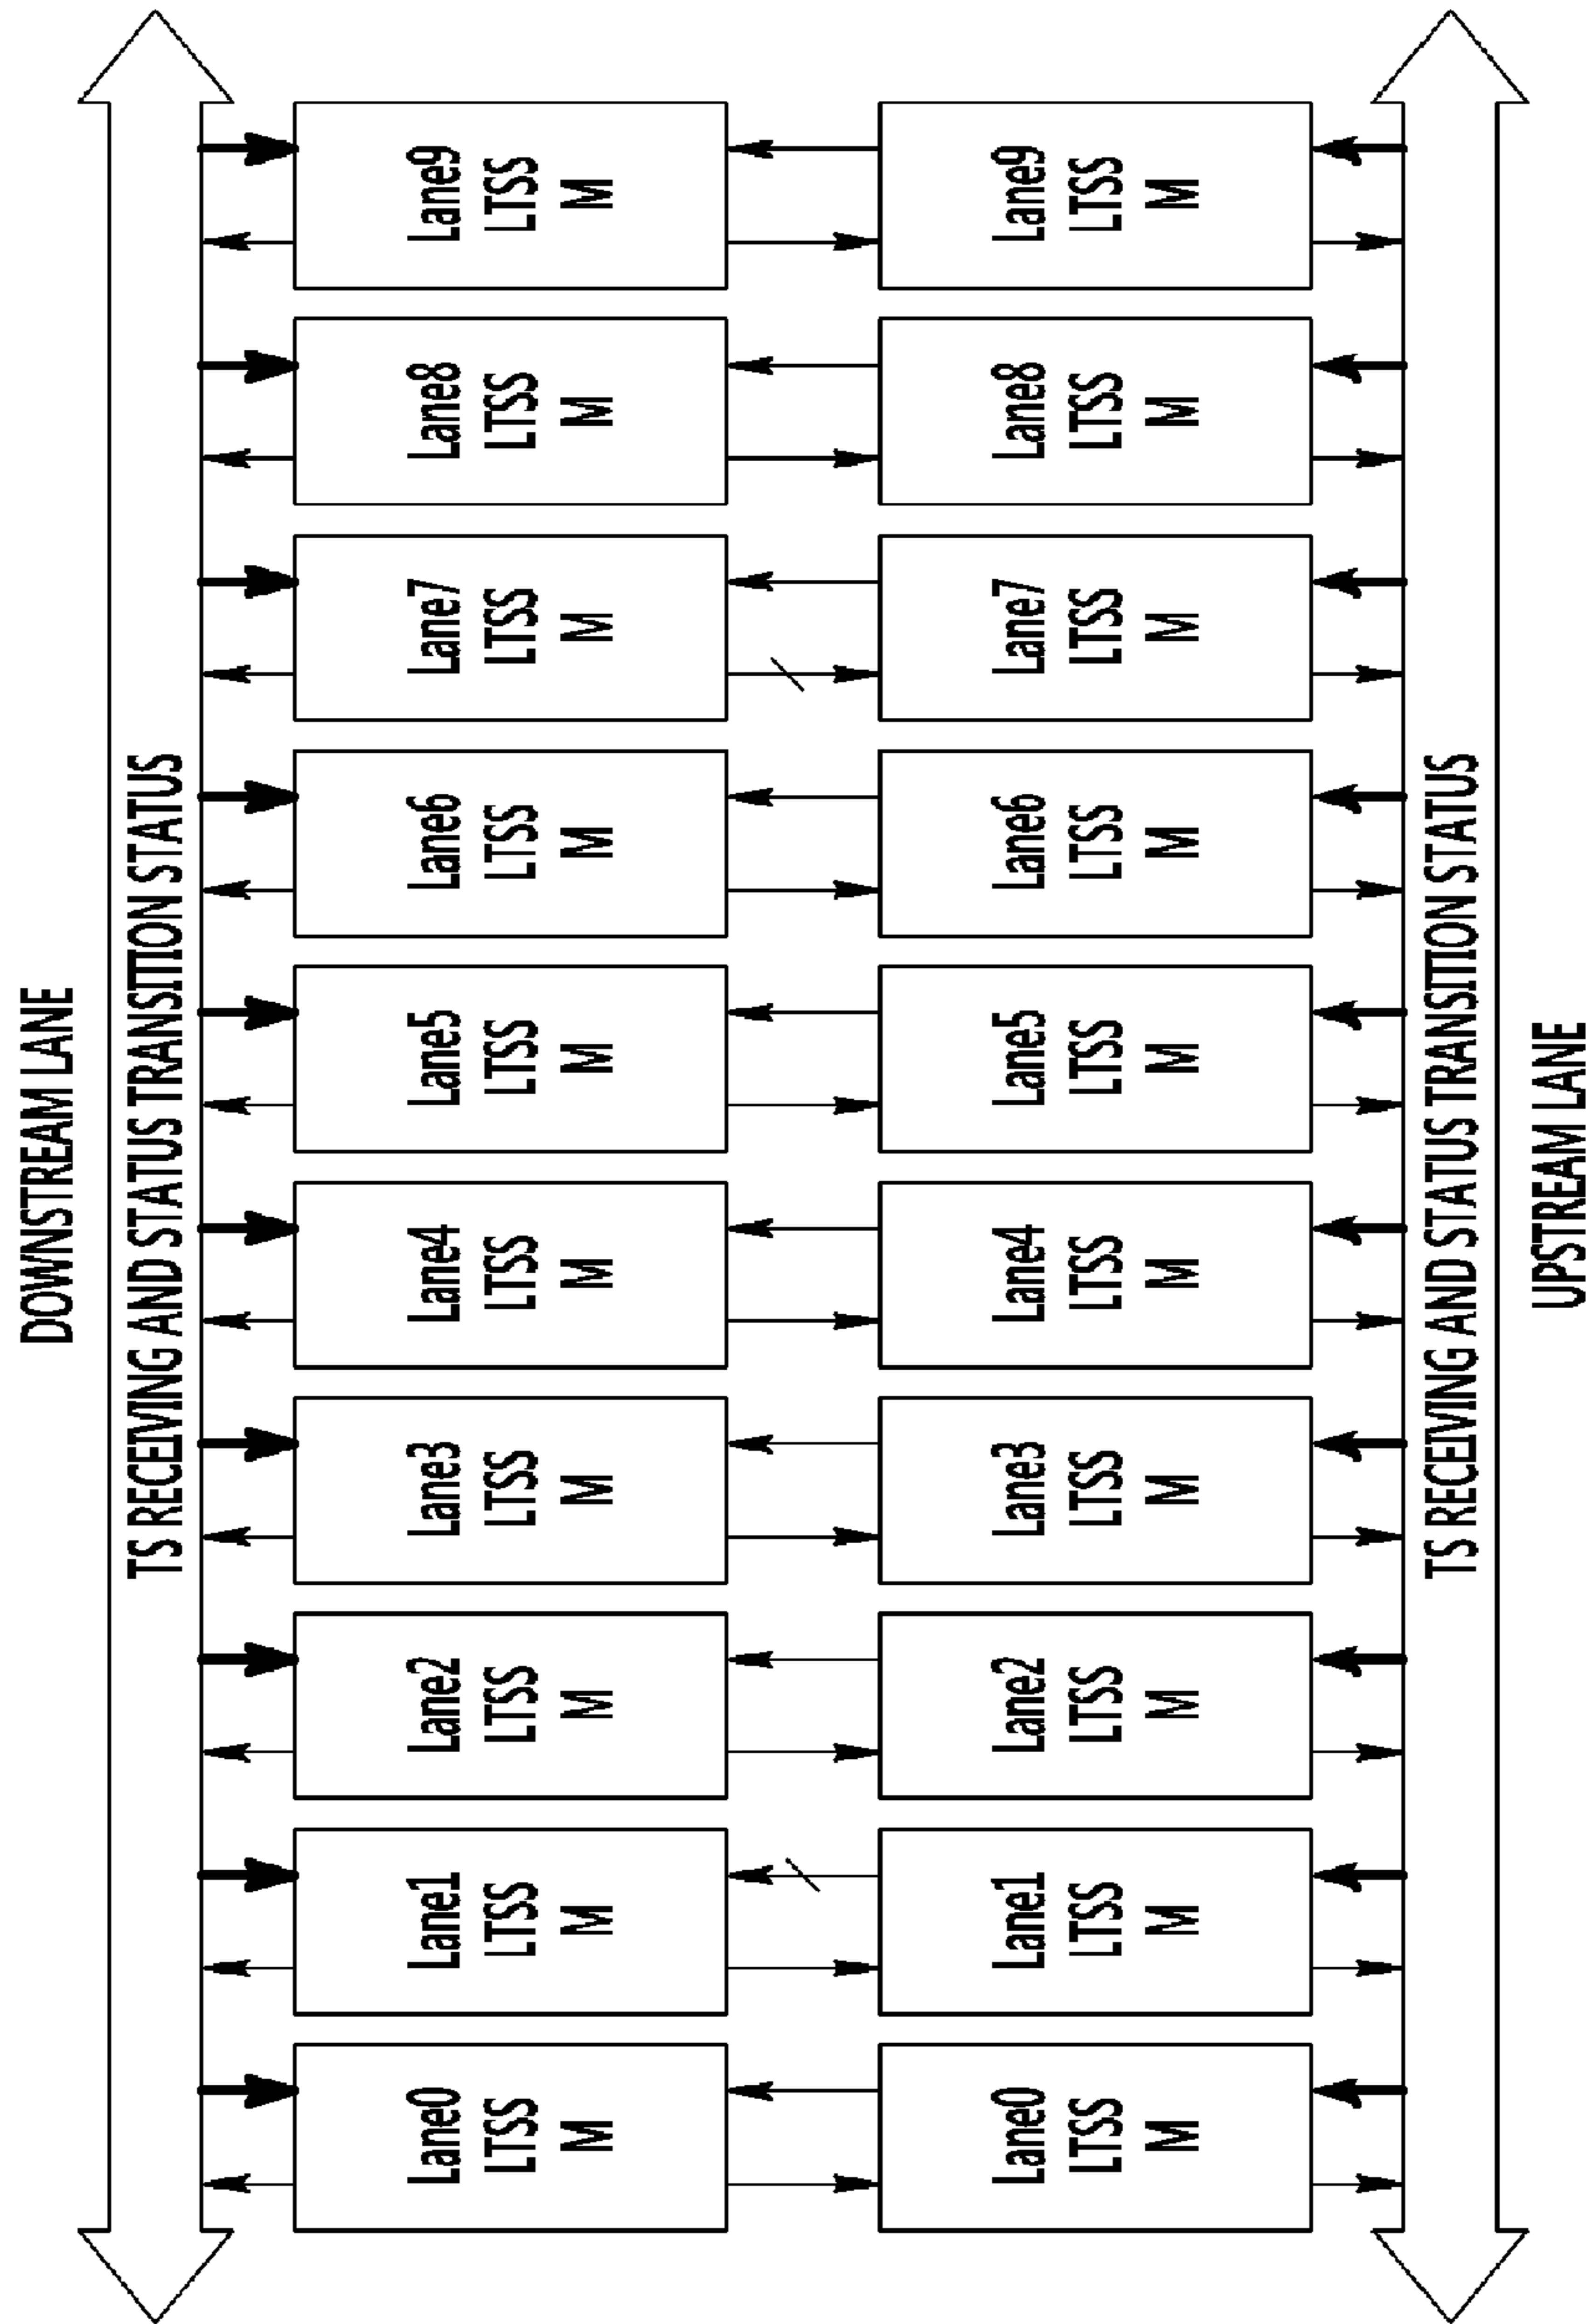 DOWNSTREAM LANE
TS RECEIVING AND STATUS TRANSITION STATUS
Lane0
LTSS
M
Lane1
LTSS
M
Lane2
LTSS
M
Lane3
LTSS
M
Lane4
LTSS
M
Lane5
LTSS
M
Lane6
LTSS
M
Lane7
LTSS
M
Lane8
LTSS
M
Lane9
LTSS
M
Lane0
LTSS
M
Lane1
LTSS
M
Lane2
LTSS
M
Lane3
LTSS
M
Lane4
LTSS
M
Lane5
LTSS
M
Lane6
LTSS
M
Lane7
LTSS
M
Lane8
LTSS
M
Lane9
LTSS
M
TS RECEIVING AND STATUS TRANSITION STATUS
UPSTREAM LANE